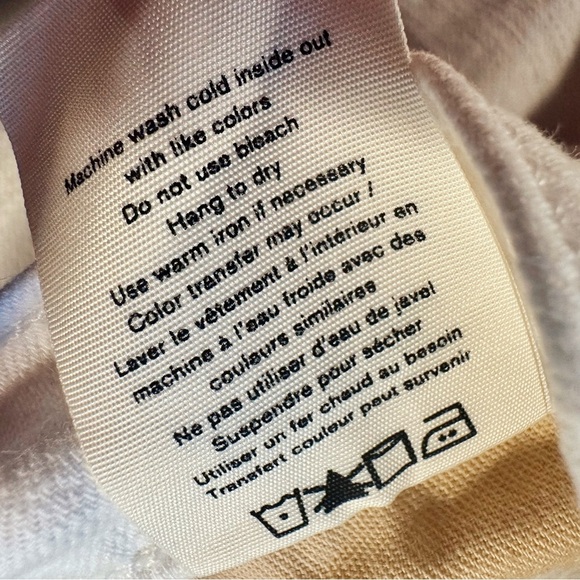 Machine wash cold inside out
with like colors
Do not use bleach
Hang to dry
Use warm iron if necessary
Color transfer may occur /
Laver le vêtement à l'intérieur en
machine à l'eau froide avec des
couleurs similaires
Ne pas utiliser d'eau de javel
Suspendre pour sécher
Utiliser un fer chaud au besoin
Transfert couleur peut survenir